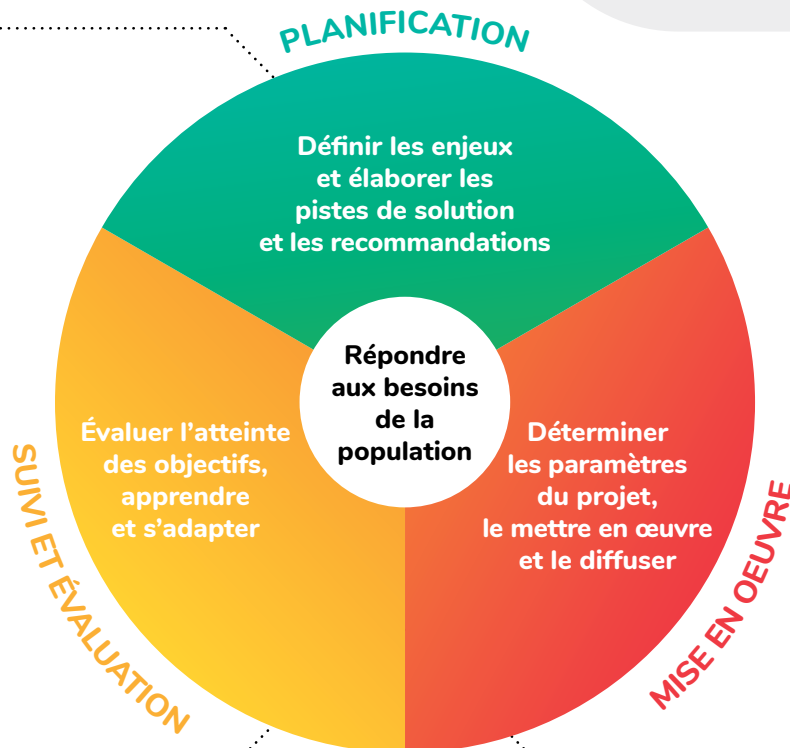 PLANIFICATION
Définir les enjeux
et élaborer les
pistes de solution
et les recommandations
Répondre
aux besoins
de la
population
Évaluer l’atteinte
des objectifs,
apprendre
et s’adapter
Déterminer
les paramètres
du projet,
le mettre en œuvre
et le diffuser
SUIVI ET ÉVALUATION
MISE EN OEUVRE